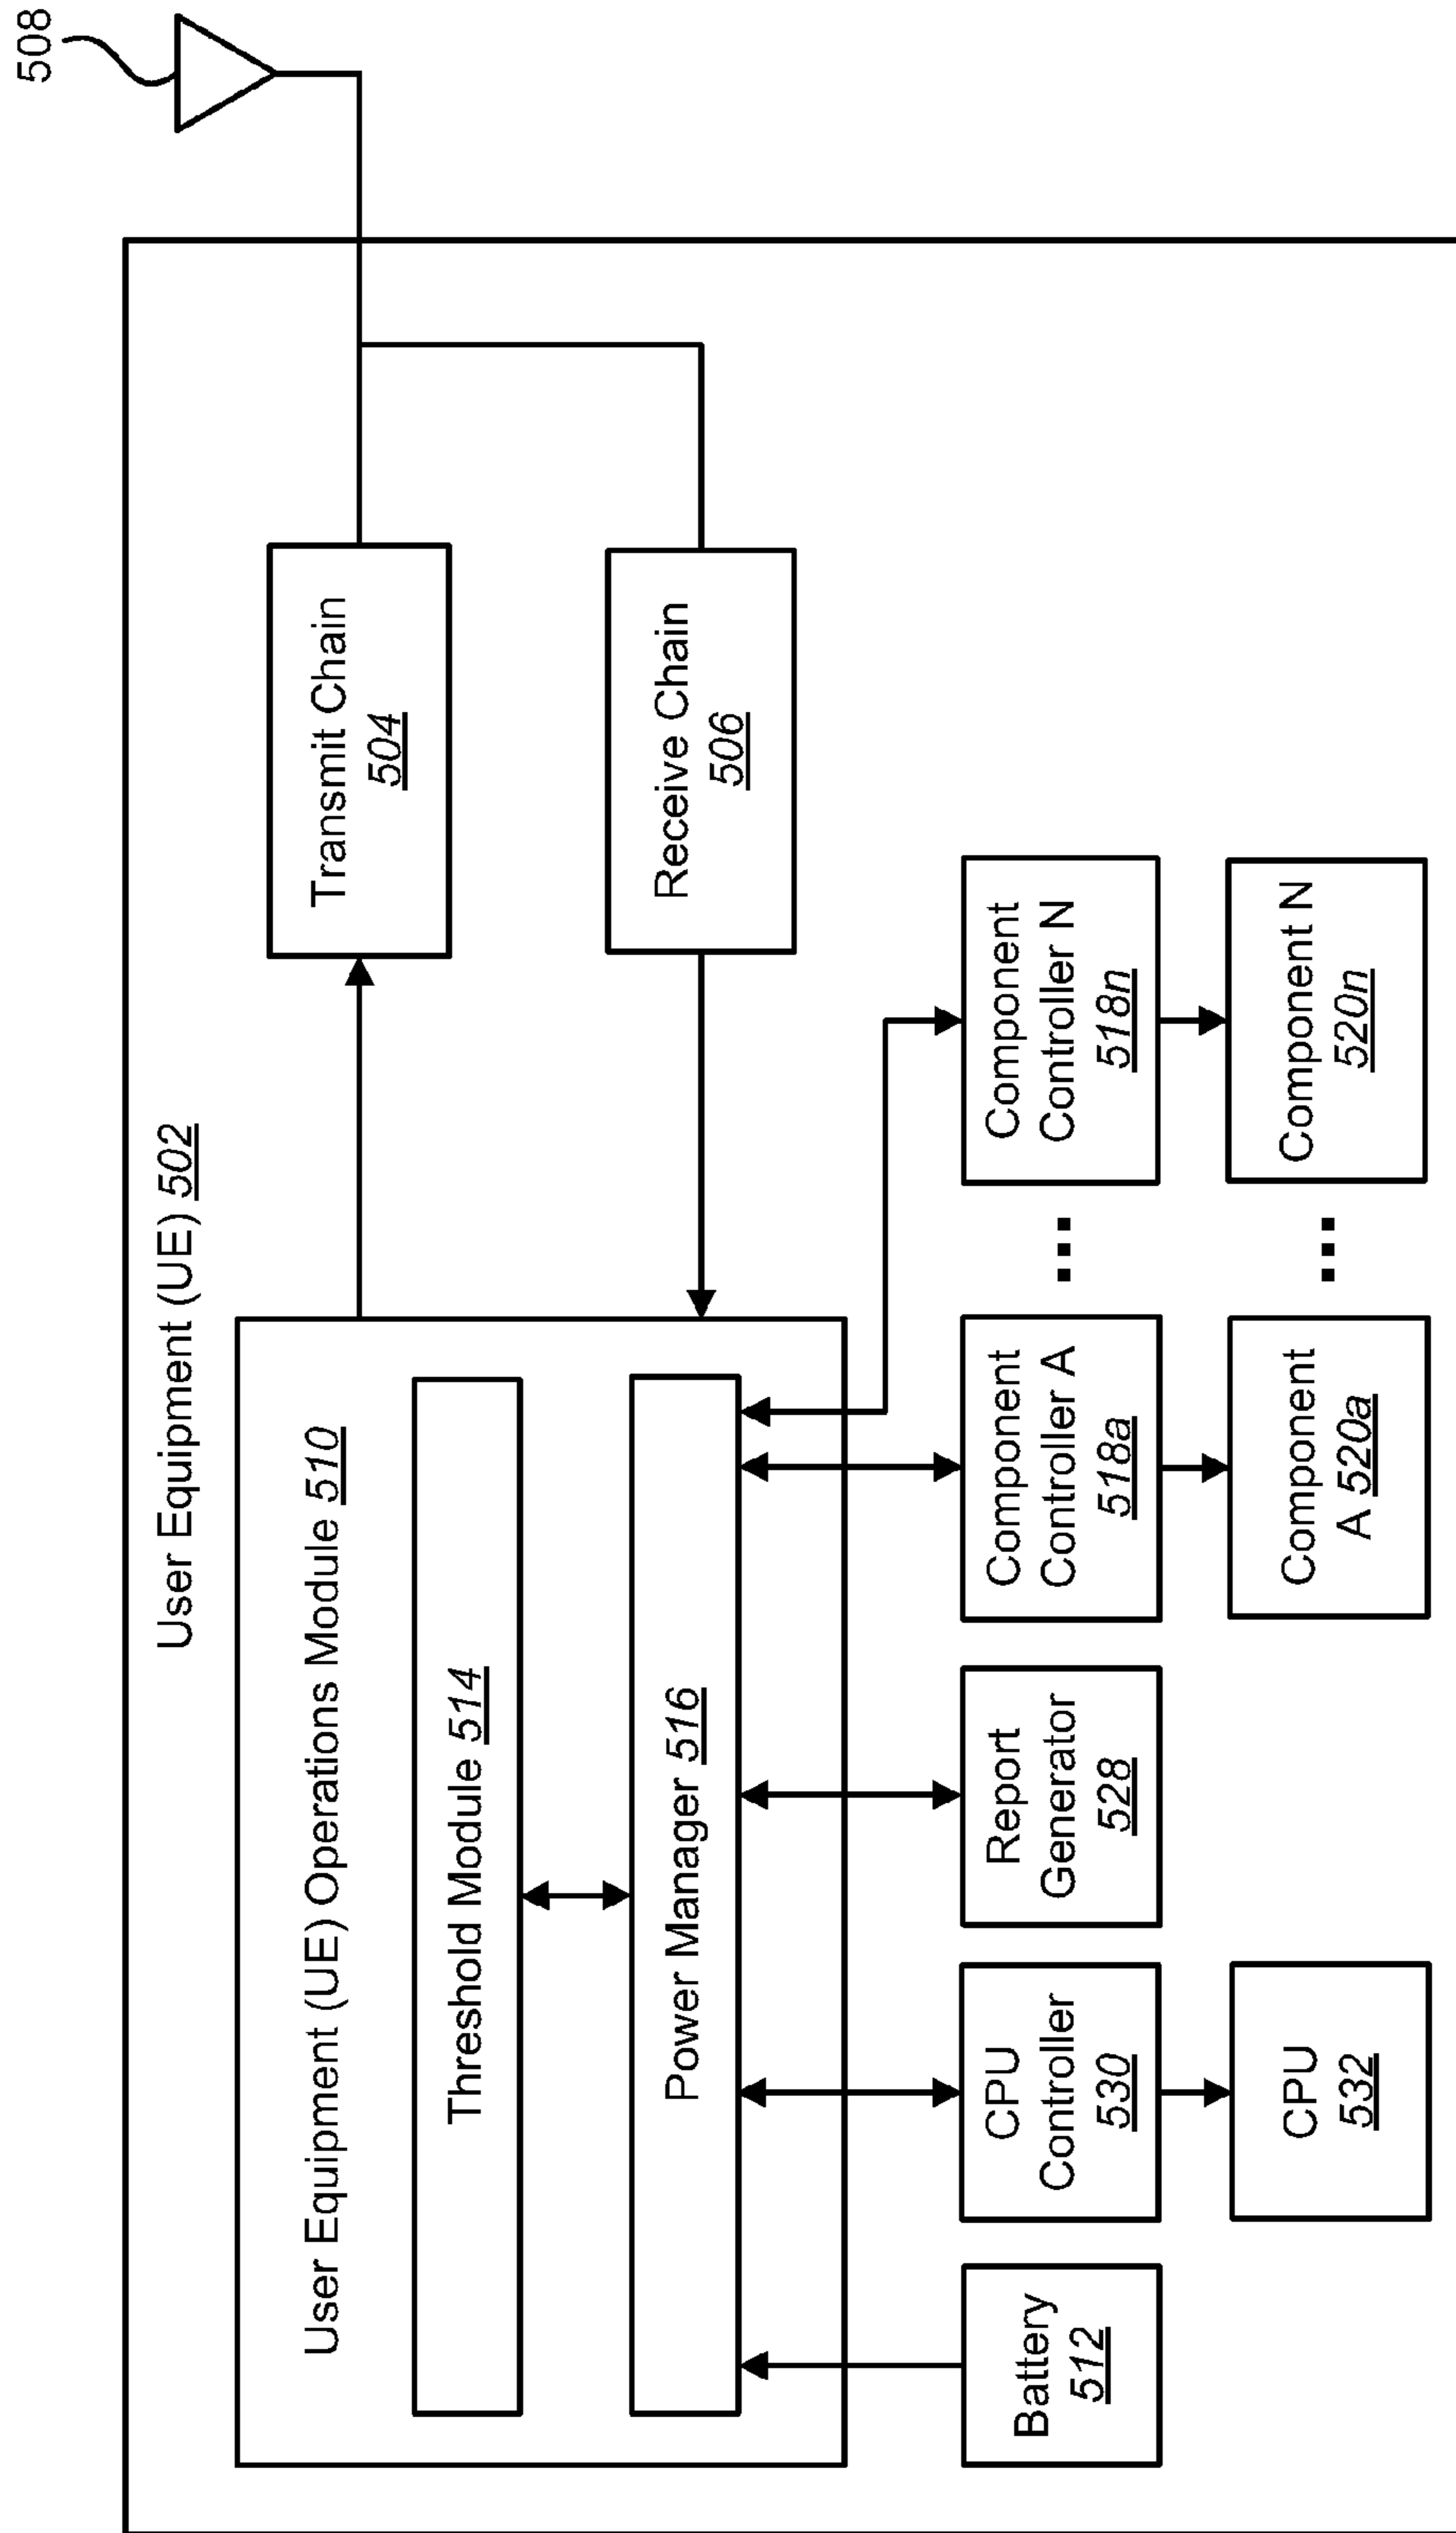 508
User Equipment (UE) 502
User Equipment (UE) Operations Module 510
Transmit Chain
504
Threshold Module 514
Receive Chain
506
Power Manager 516
Battery
512
CPU
Controller
530
Report
Generator
528
Component
Controller A
518a
...
Component
Controller N
518n
CPU
532
Component
A 520a
...
Component N
520n